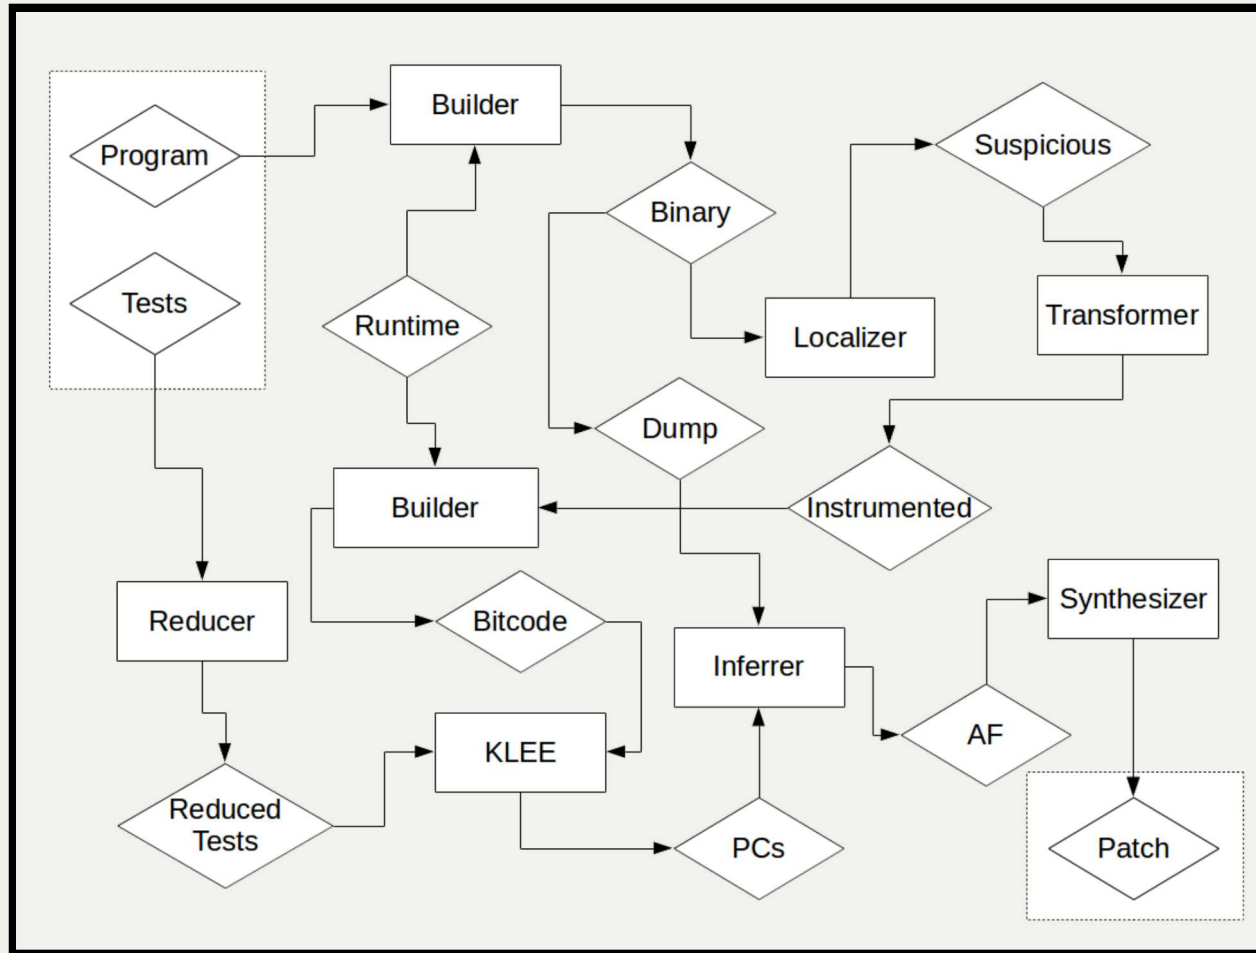 Builder
Program
Suspicious
Binary
Tests
Runtime
Localizer
Transformer
Dump
Builder
Instrumented
Reducer
Bitcode
Synthesizer
Inferrer
KLEE
AF
Reduced
Tests
PCs
Patch